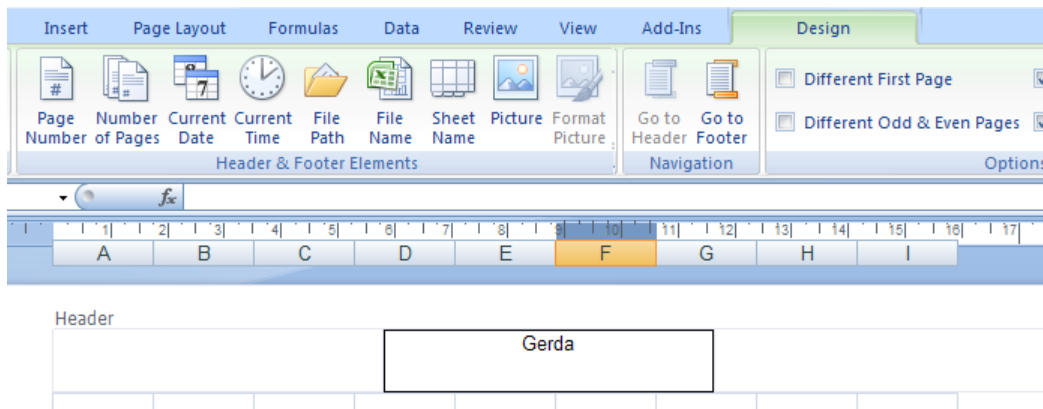 Insert Page Layout Formulas Data Review View Add-Ins Design
Page Number
Number of Pages
Current Date
Current Time
File Path
File Name
Sheet Name
Picture
Format Picture
Header & Footer Elements
Go to Header
Go to Footer
Navigation
Different First Page
Different Odd & Even Pages
Options
fx
1 2 3 4 5 6 7 8 9 10 11 12 13 14 15 16 17
A B C D E F G H I
Header
Gerda